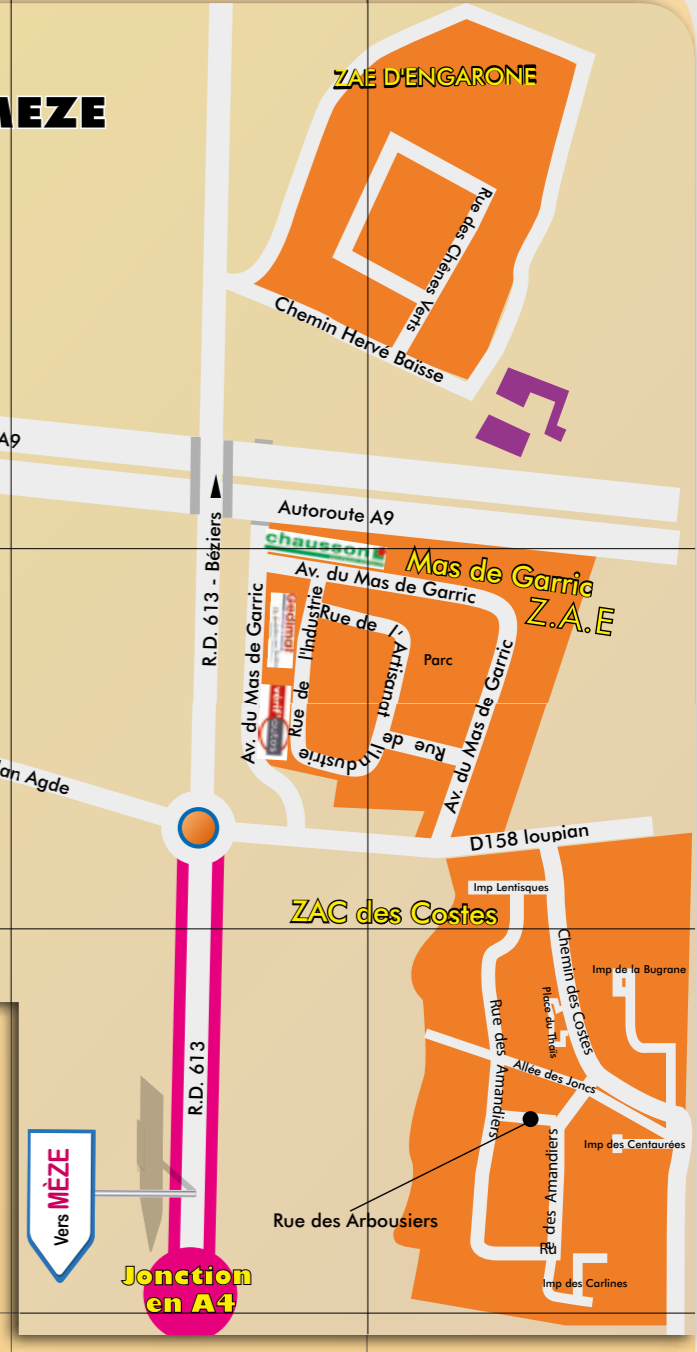 ZAE D'ENGARONE
MEZE
Rue des Chênes Verts
Chemin Hervé Baïsse
A9
Autoroute A9
R.D. 613 - Béziers
chausson
Mas de Garric
Z.A.E
Av. du Mas de Garric
Av. du Mas de Garric
Av. du Mas de Garric
gedimat
Rue de l'Industrie
Rue de l'Artisanat
Parc
Rue de l'Industrie
autos
an Agde
D158 loupian
Imp Lentisques
ZAC des Costes
Chemin des Costes
Imp de la Bugrane
Place du Thaïs
Rue des Amandiers
Allée des Joncs
R.D. 613
Imp des Centaurées
Vers MÈZE
Rue des Arbousiers
Rue des Amandiers
Imp des Carlines
Jonction
en A4